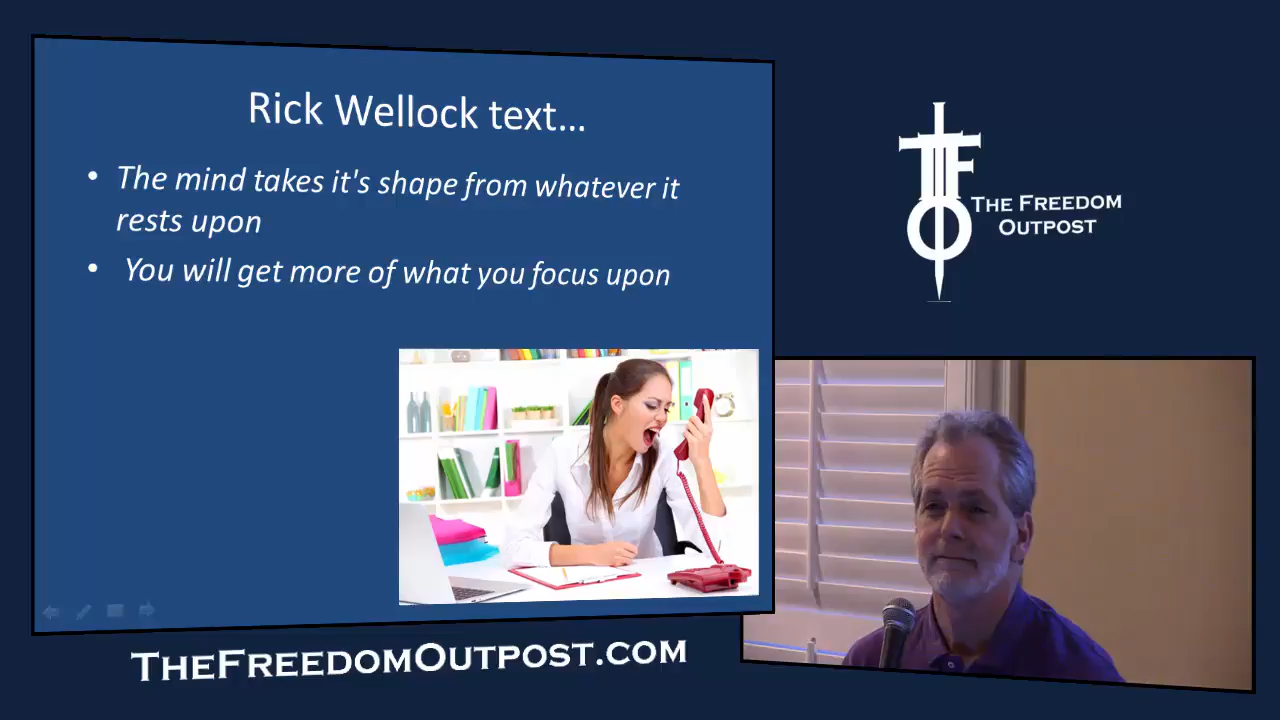 Rick Wellock text...
• The mind takes it's shape from whatever it
rests upon
• You will get more of what you focus upon
TFO
THE FREEDOM
OUTPOST
THEFREEDOMOUTPOST.COM